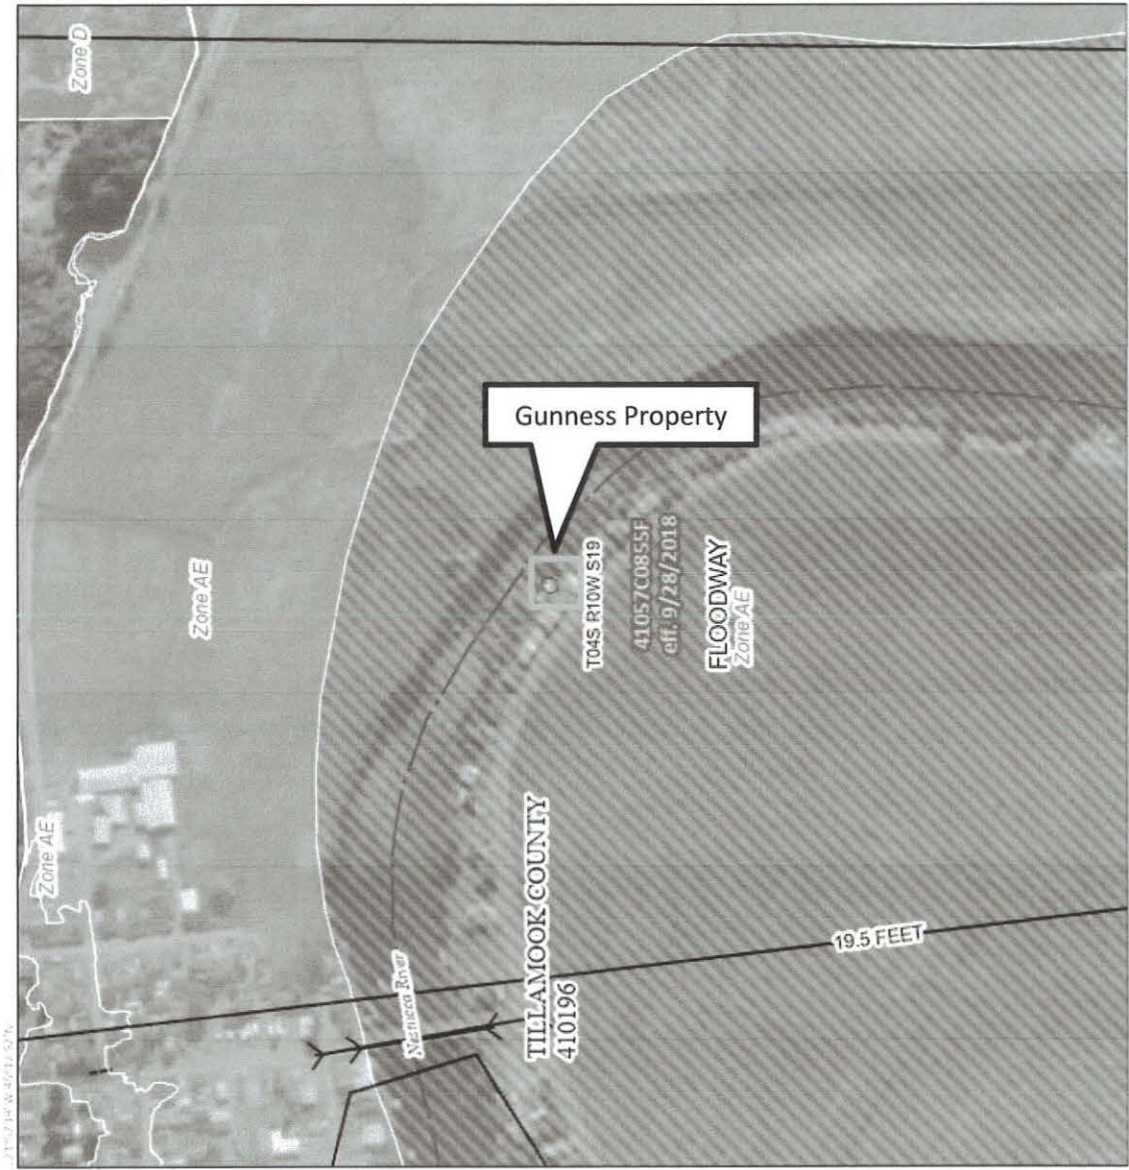 Zone D
Gunness Property
T04S R10W S19
41057C0855F
eff. 9/28/2018
FLOODWAY
Zone AE
Zone AE
Zone AE
TILLAMOOK COUNTY
410196
19.5 FEET
Nestucca River